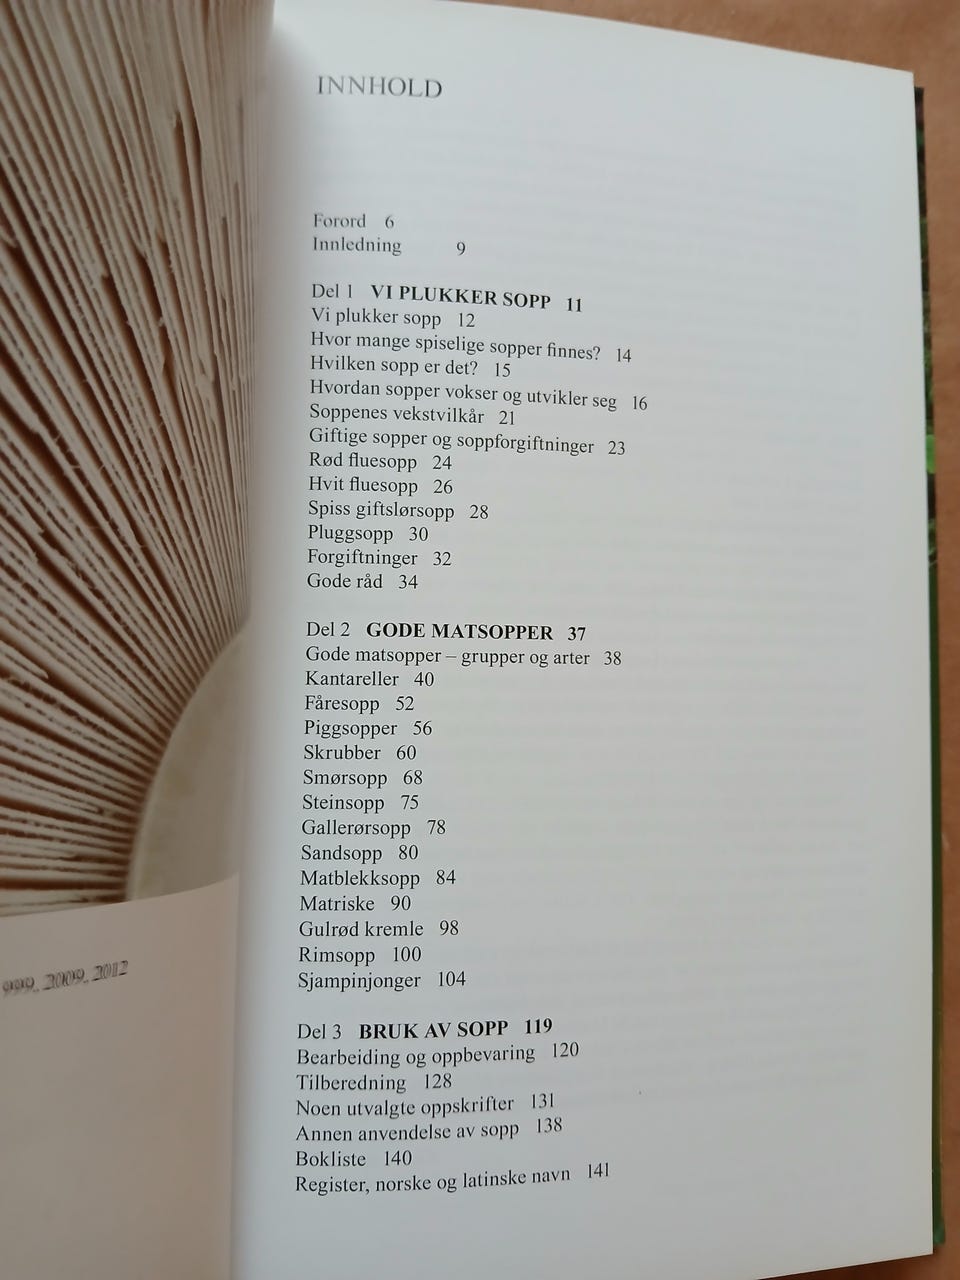 INNHOLD
Forord 6
Innledning 9
Del 1 VI PLUKKER SOPP 11
Vi plukker sopp 12
Hvor mange spiselige sopper finnes? 14
Hvilken sopp er det? 15
Hvordan sopper vokser og utvikler seg 16
Soppenes vekstvilkår 21
Giftige sopper og soppforgiftninger 23
Rød fluesopp 24
Hvit fluesopp 26
Spiss giftslørsopp 28
Pluggsopp 30
Forgiftninger 32
Gode råd 34
Del 2 GODE MATSOPPER 37
Gode matsopper – grupper og arter 38
Kantareller 40
Fåresopp 52
Piggsopper 56
Skrubber 60
Smørsopp 68
Steinsopp 75
Gallerørsopp 78
Sandsopp 80
Matblekksopp 84
Matriske 90
Gulrød kremle 98
Rimsopp 100
Sjampinjonger 104
Del 3 BRUK AV SOPP 119
Bearbeiding og oppbevaring 120
Tilberedning 128
Noen utvalgte oppskrifter 131
Annen anvendelse av sopp 138
Bokliste 140
Register, norske og latinske navn 141
999, 2009, 2012